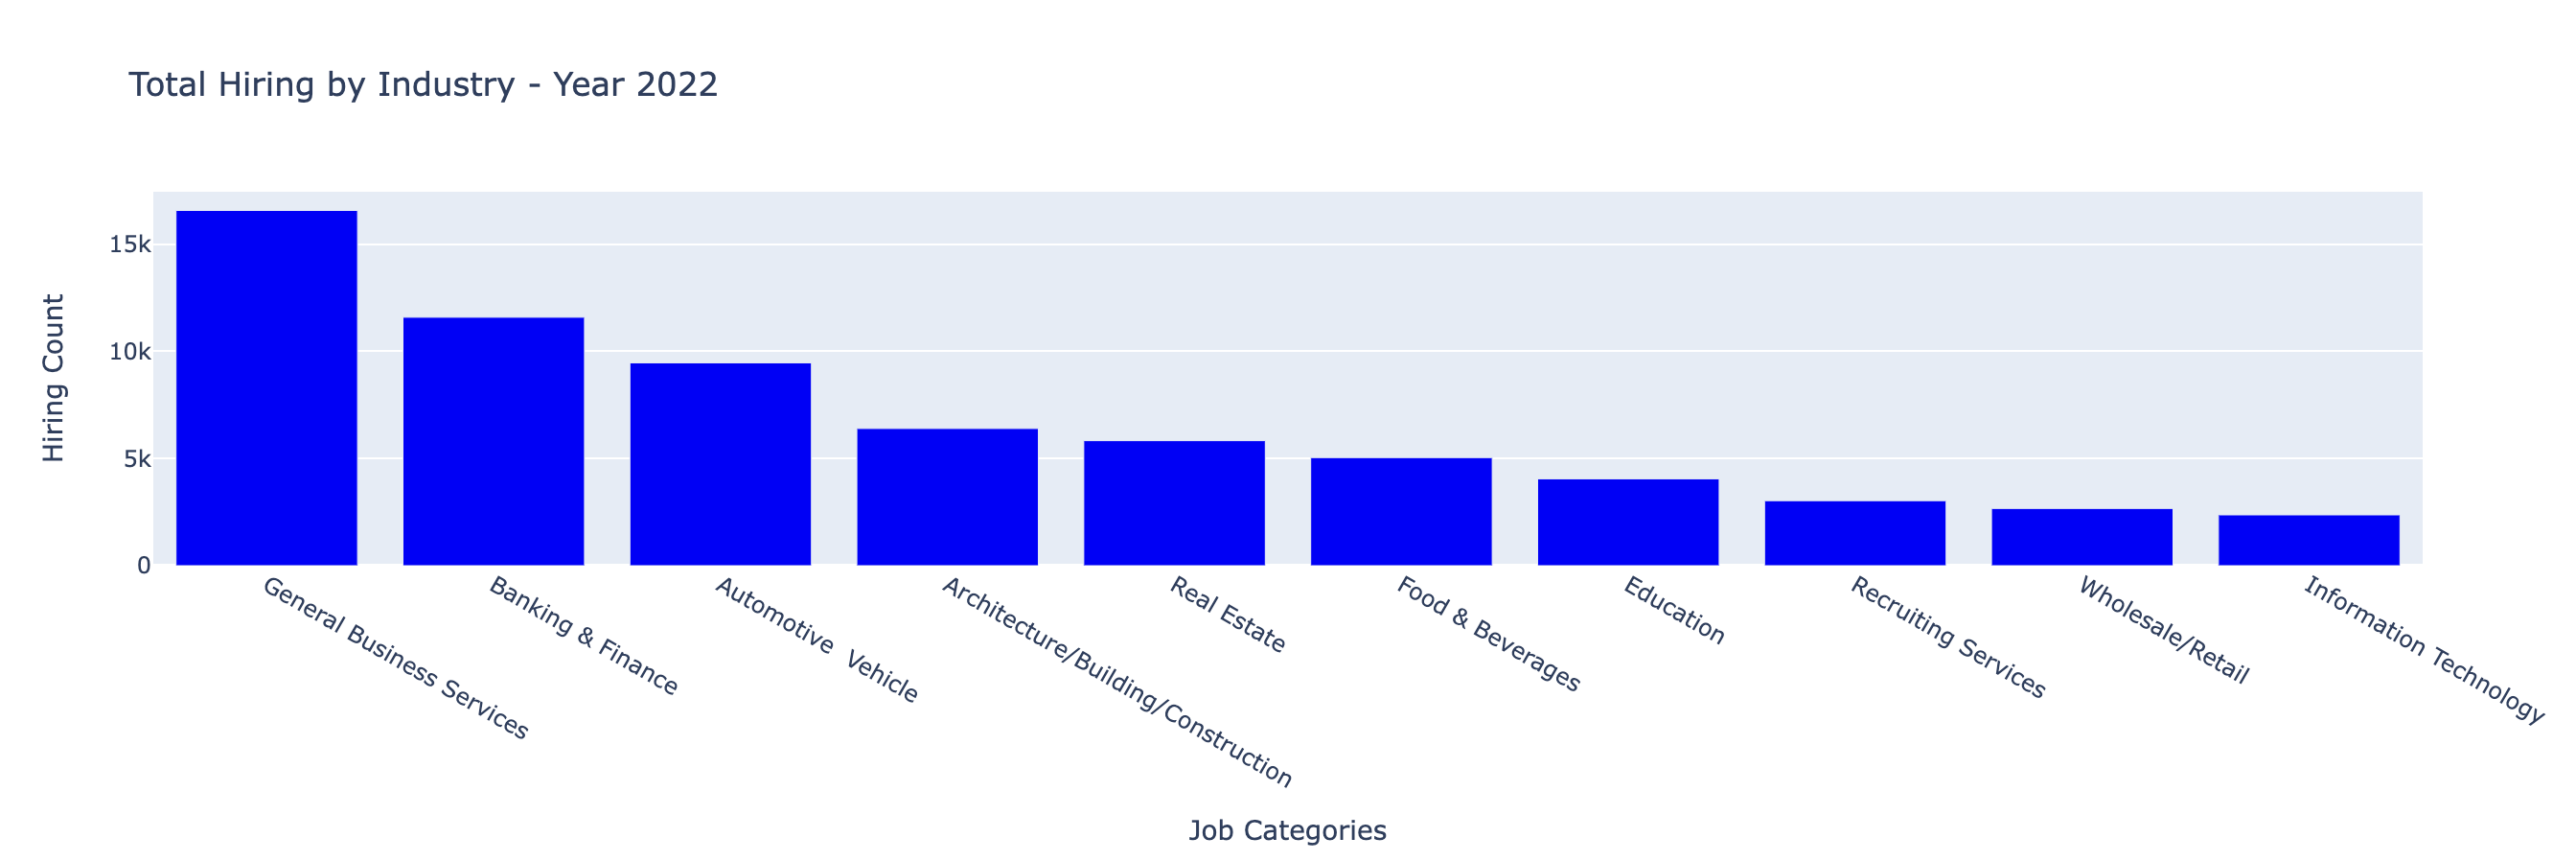 Total Hiring by Industry - Year 2022
Hiring Count
15k
10k
5k
0
General Business Services
Banking & Finance
Automotive  Vehicle
Architecture/Building/Construction
Real Estate
Food & Beverages
Education
Recruiting Services
Wholesale/Retail
Information Technology
Job Categories